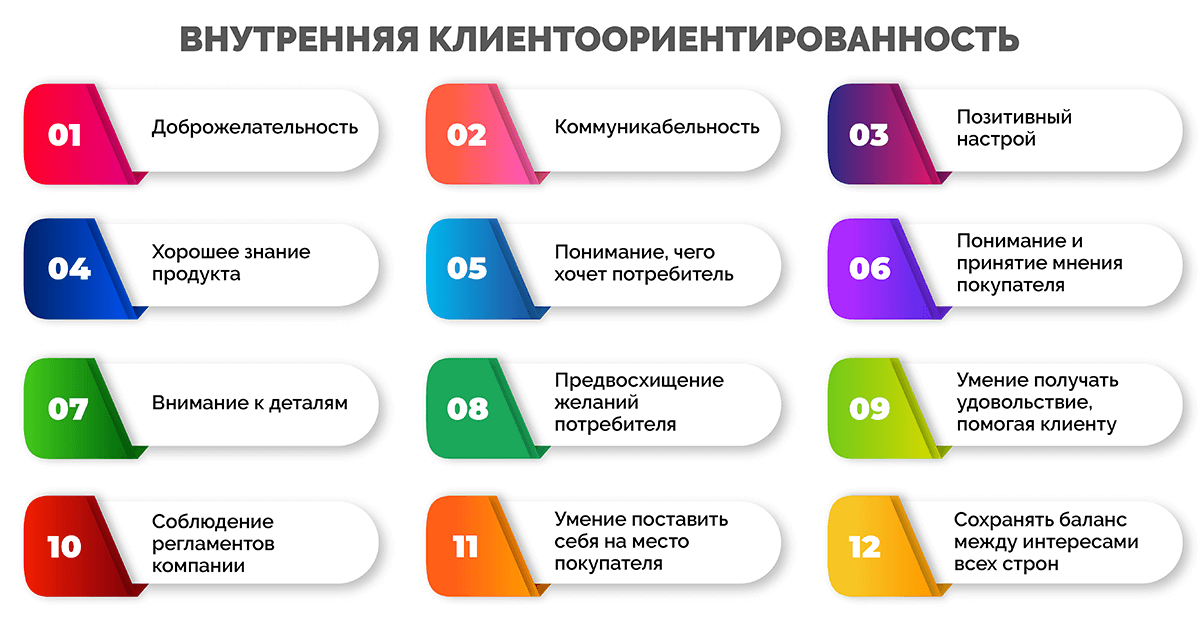 ВНУТРЕННЯЯ КЛИЕНТООРИЕНТИРОВАННОСТЬ
01
Доброжелательность
02
Коммуникабельность
03
Позитивный
настрой
04
Хорошее знание
продукта
05
Понимание, чего
хочет потребитель
06
Понимание и
принятие мнения
покупателя
07
Внимание к деталям
08
Предвосхищение
желаний
потребителя
09
Умение получать
удовольствие,
помогая клиенту
10
Соблюдение
регламентов
компании
11
Умение поставить
себя на место
покупателя
12
Сохранять баланс
между интересами
всех строн